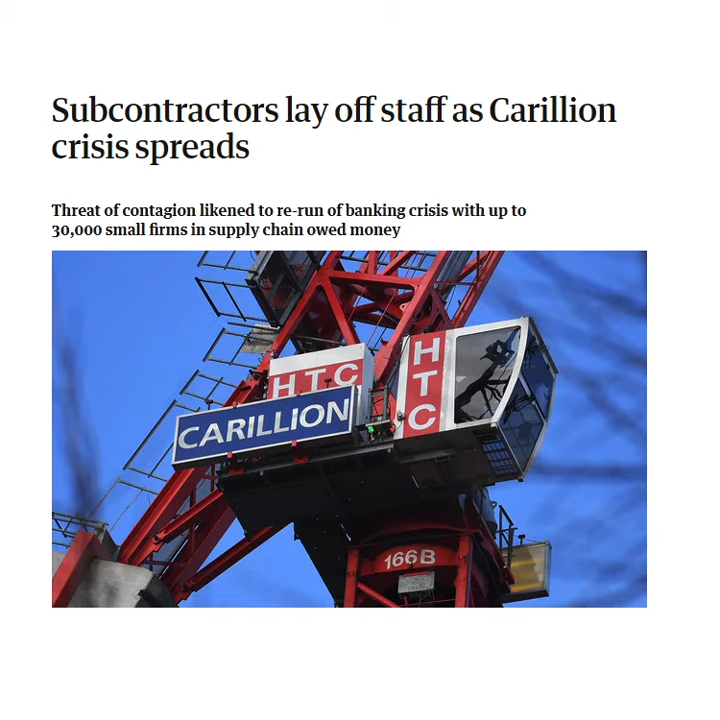 Subcontractors lay off staff as Carillion
crisis spreads
Threat of contagion likened to re-run of banking crisis with up to
30,000 small firms in supply chain owed money
HTC
HTC
CARILLION
166B